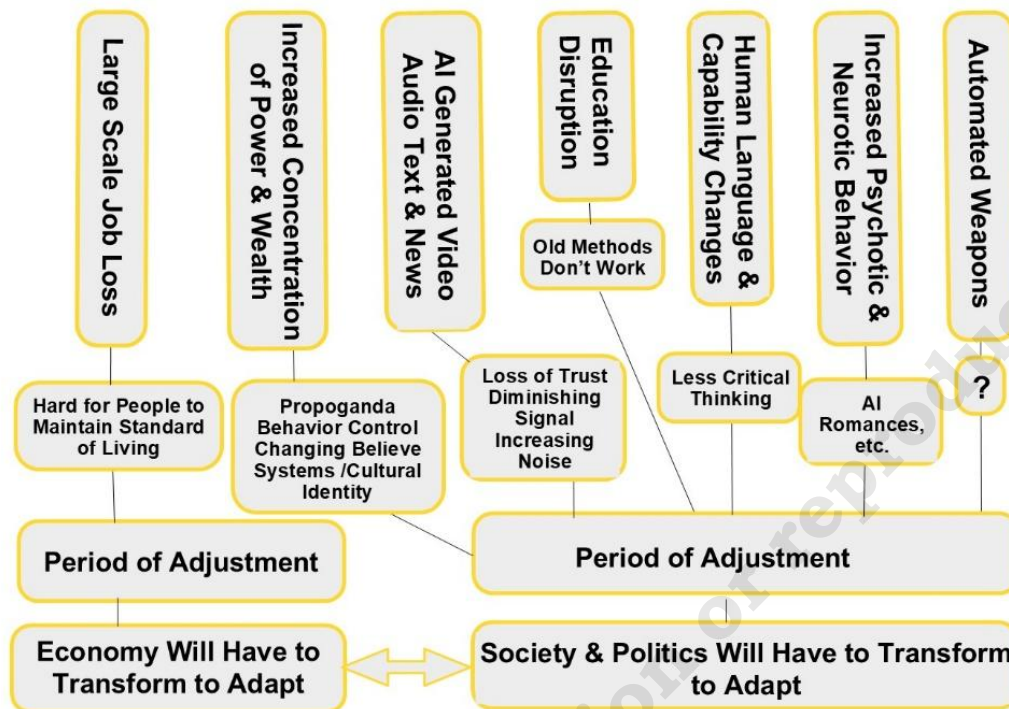 Large Scale Job Loss
Increased Concentration
of Power & Wealth
AI Generated Video
Audio Text & News
Education
Disruption
Human Language &
Capability Changes
Increased Psychotic &
Neurotic Behavior
Automated Weapons
Hard for People to
Maintain Standard
of Living
Propoganda
Behavior Control
Changing Believe
Systems /Cultural
Identity
Loss of Trust
Diminishing
Signal
Increasing
Noise
Old Methods
Don't Work
Less Critical
Thinking
AI
Romances,
etc.
?
Period of Adjustment
Period of Adjustment
Economy Will Have to
Transform to Adapt
Society & Politics Will Have to Transform
to Adapt
on or reproduc